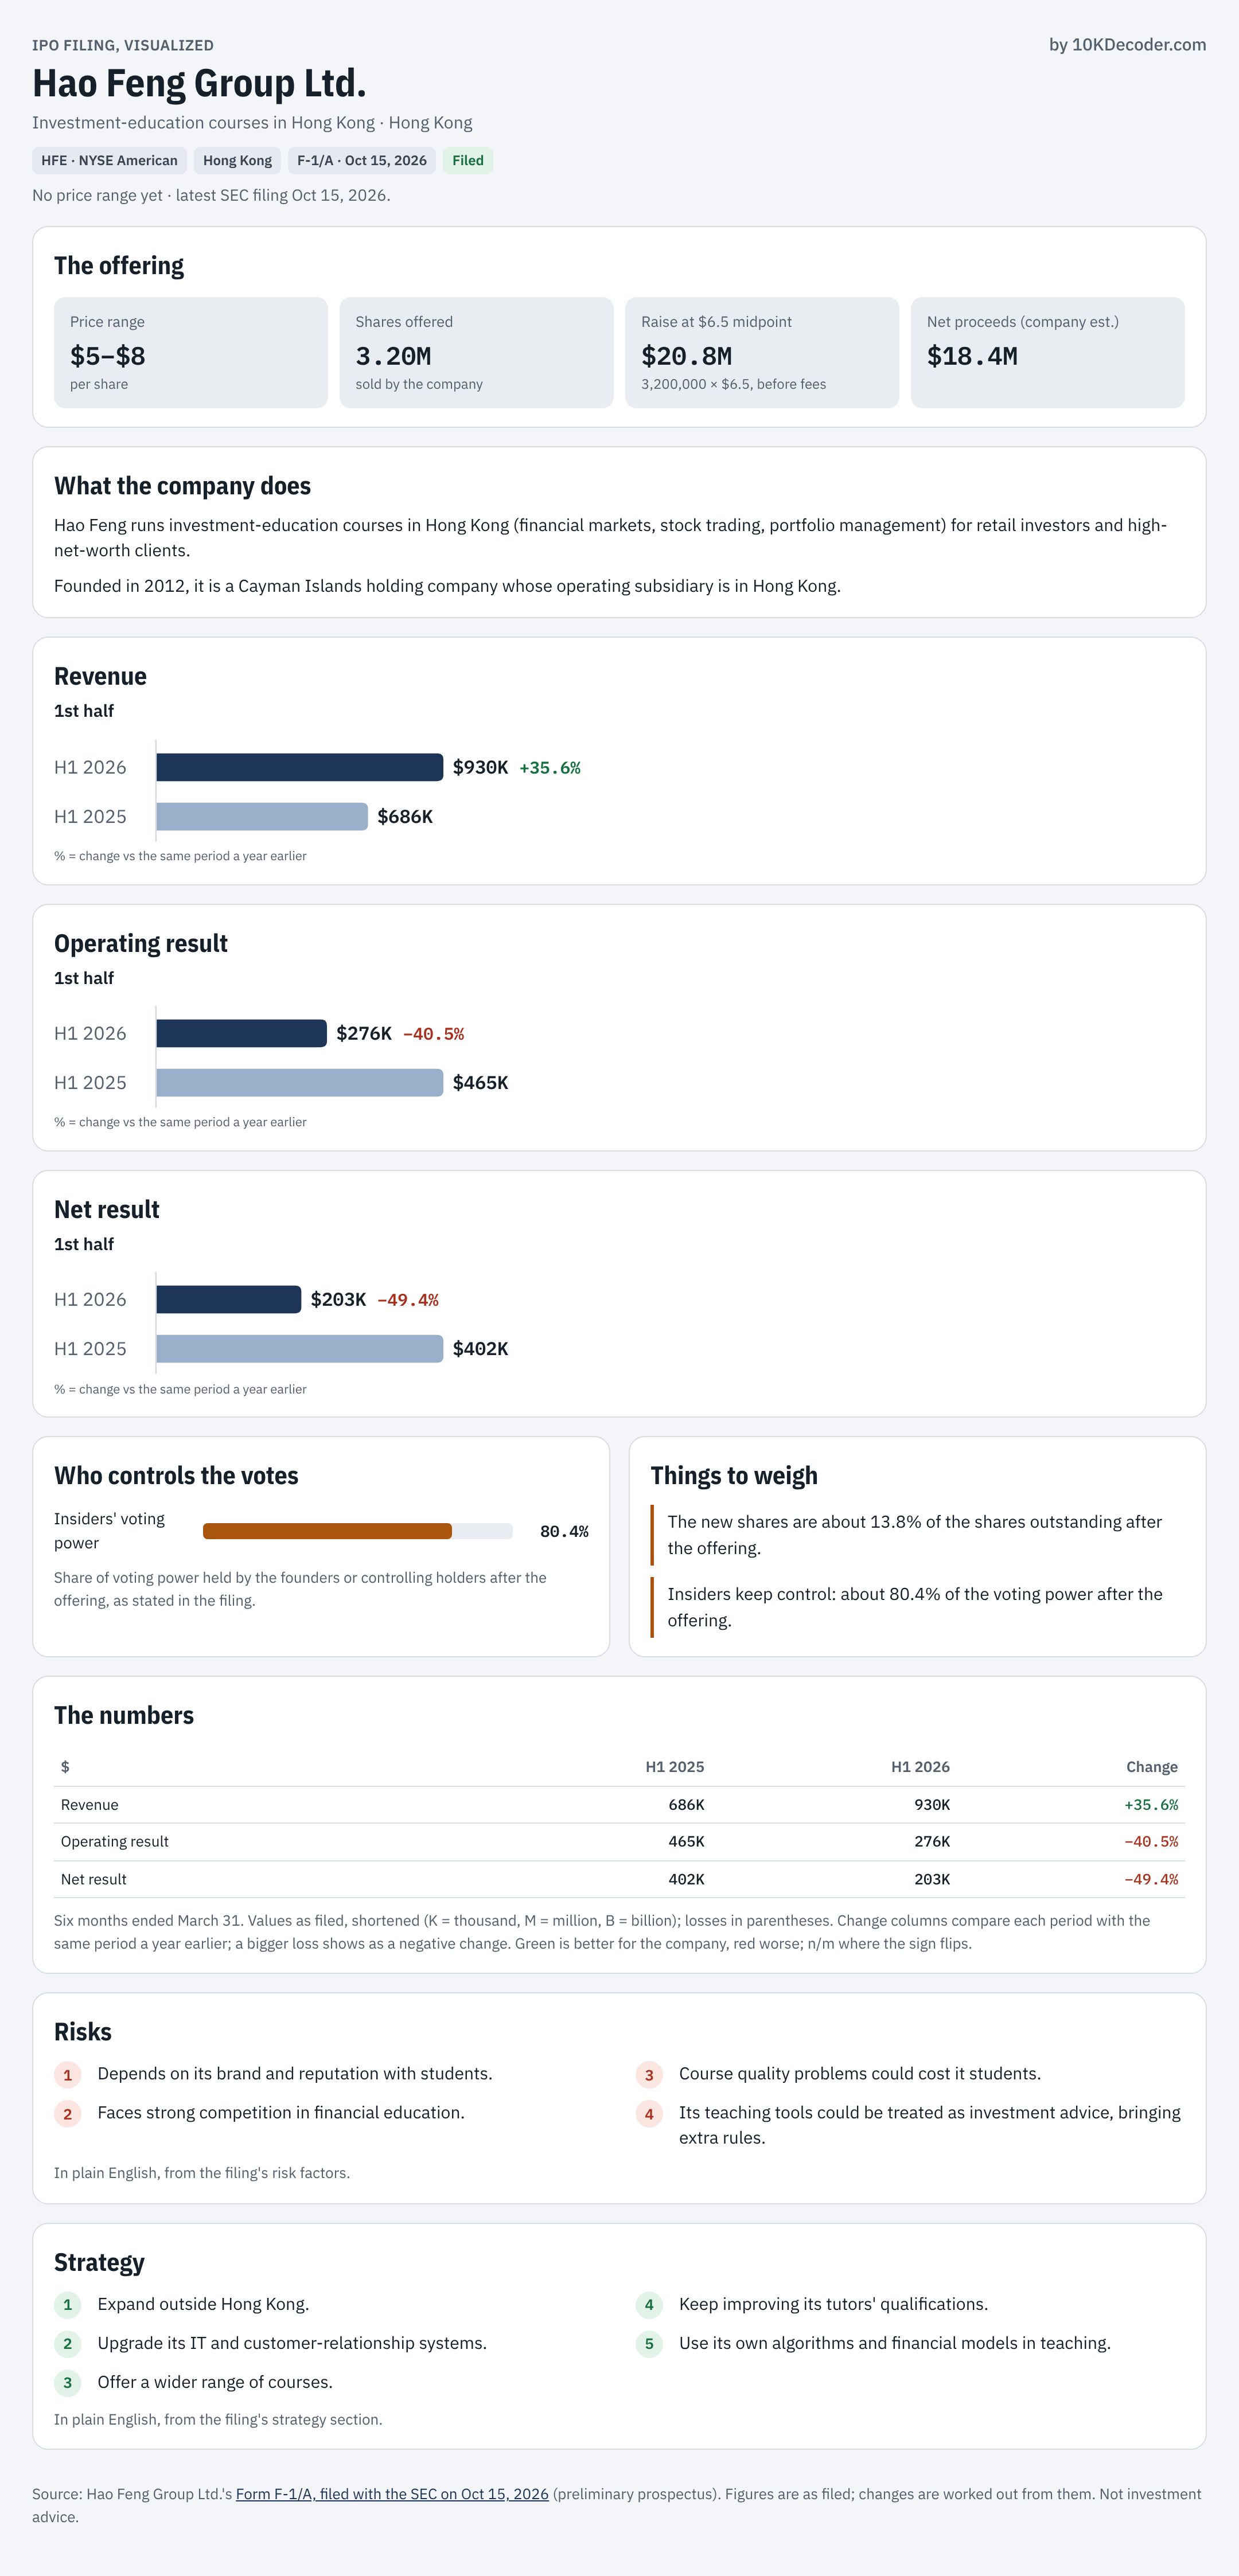 IPO FILING, VISUALIZED
by 10KDecoder.com
Hao Feng Group Ltd.
Investment-education courses in Hong Kong · Hong Kong
HFE · NYSE American
Hong Kong
F-1/A · Oct 15, 2026
Filed
No price range yet · latest SEC filing Oct 15, 2026.
The offering
Price range
$5–$8
per share
Shares offered
3.20M
sold by the company
Raise at $6.5 midpoint
$20.8M
3,200,000 × $6.5, before fees
Net proceeds (company est.)
$18.4M
What the company does
Hao Feng runs investment-education courses in Hong Kong (financial markets, stock trading, portfolio management) for retail investors and high-
net-worth clients.
Founded in 2012, it is a Cayman Islands holding company whose operating subsidiary is in Hong Kong.
Revenue
1st half
H1 2026 $930K +35.6%
H1 2025 $686K
% = change vs the same period a year earlier
Operating result
1st half
H1 2026 $276K −40.5%
H1 2025 $465K
% = change vs the same period a year earlier
Net result
1st half
H1 2026 $203K −49.4%
H1 2025 $402K
% = change vs the same period a year earlier
Who controls the votes
Insiders' voting
power
80.4%
Share of voting power held by the founders or controlling holders after the
offering, as stated in the filing.
Things to weigh
The new shares are about 13.8% of the shares outstanding after
the offering.
Insiders keep control: about 80.4% of the voting power after the
offering.
The numbers
$ H1 2025 H1 2026 Change
Revenue 686K 930K +35.6%
Operating result 465K 276K −40.5%
Net result 402K 203K −49.4%
Six months ended March 31. Values as filed, shortened (K = thousand, M = million, B = billion); losses in parentheses. Change columns compare each period with the
same period a year earlier; a bigger loss shows as a negative change. Green is better for the company, red worse; n/m where the sign flips.
Risks
1 Depends on its brand and reputation with students.
2 Faces strong competition in financial education.
3 Course quality problems could cost it students.
4 Its teaching tools could be treated as investment advice, bringing
extra rules.
In plain English, from the filing's risk factors.
Strategy
1 Expand outside Hong Kong.
2 Upgrade its IT and customer-relationship systems.
3 Offer a wider range of courses.
4 Keep improving its tutors' qualifications.
5 Use its own algorithms and financial models in teaching.
In plain English, from the filing's strategy section.
Source: Hao Feng Group Ltd.'s Form F-1/A, filed with the SEC on Oct 15, 2026 (preliminary prospectus). Figures are as filed; changes are worked out from them. Not investment
advice.